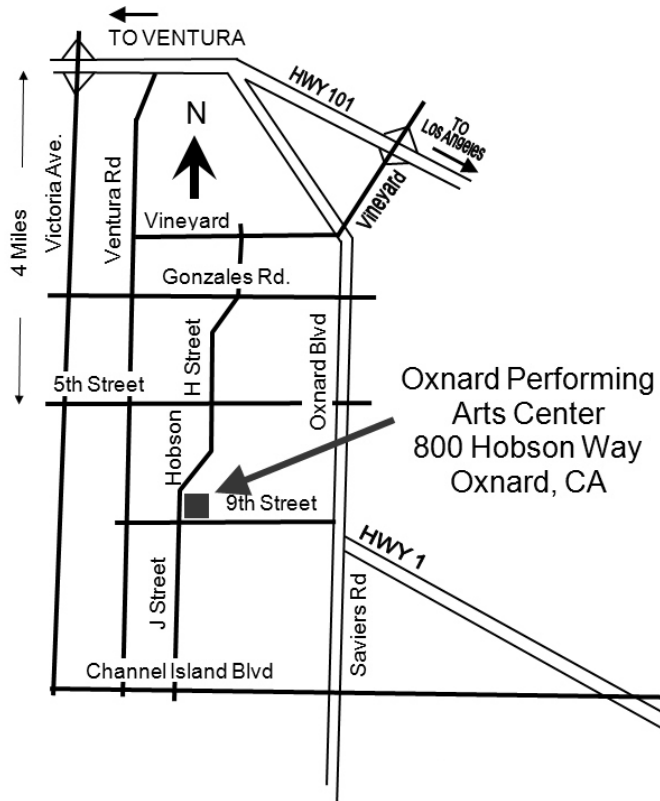 TO VENTURA
HWY 101
TO
Los Angeles
N
Victoria Ave.
Ventura Rd
4 Miles
Vineyard
Vineyard
Gonzales Rd.
H Street
Oxnard Blvd
5th Street
Oxnard Performing
Arts Center
800 Hobson Way
Oxnard, CA
Hobson
9th Street
HWY 1
J Street
Saviers Rd
Channel Island Blvd